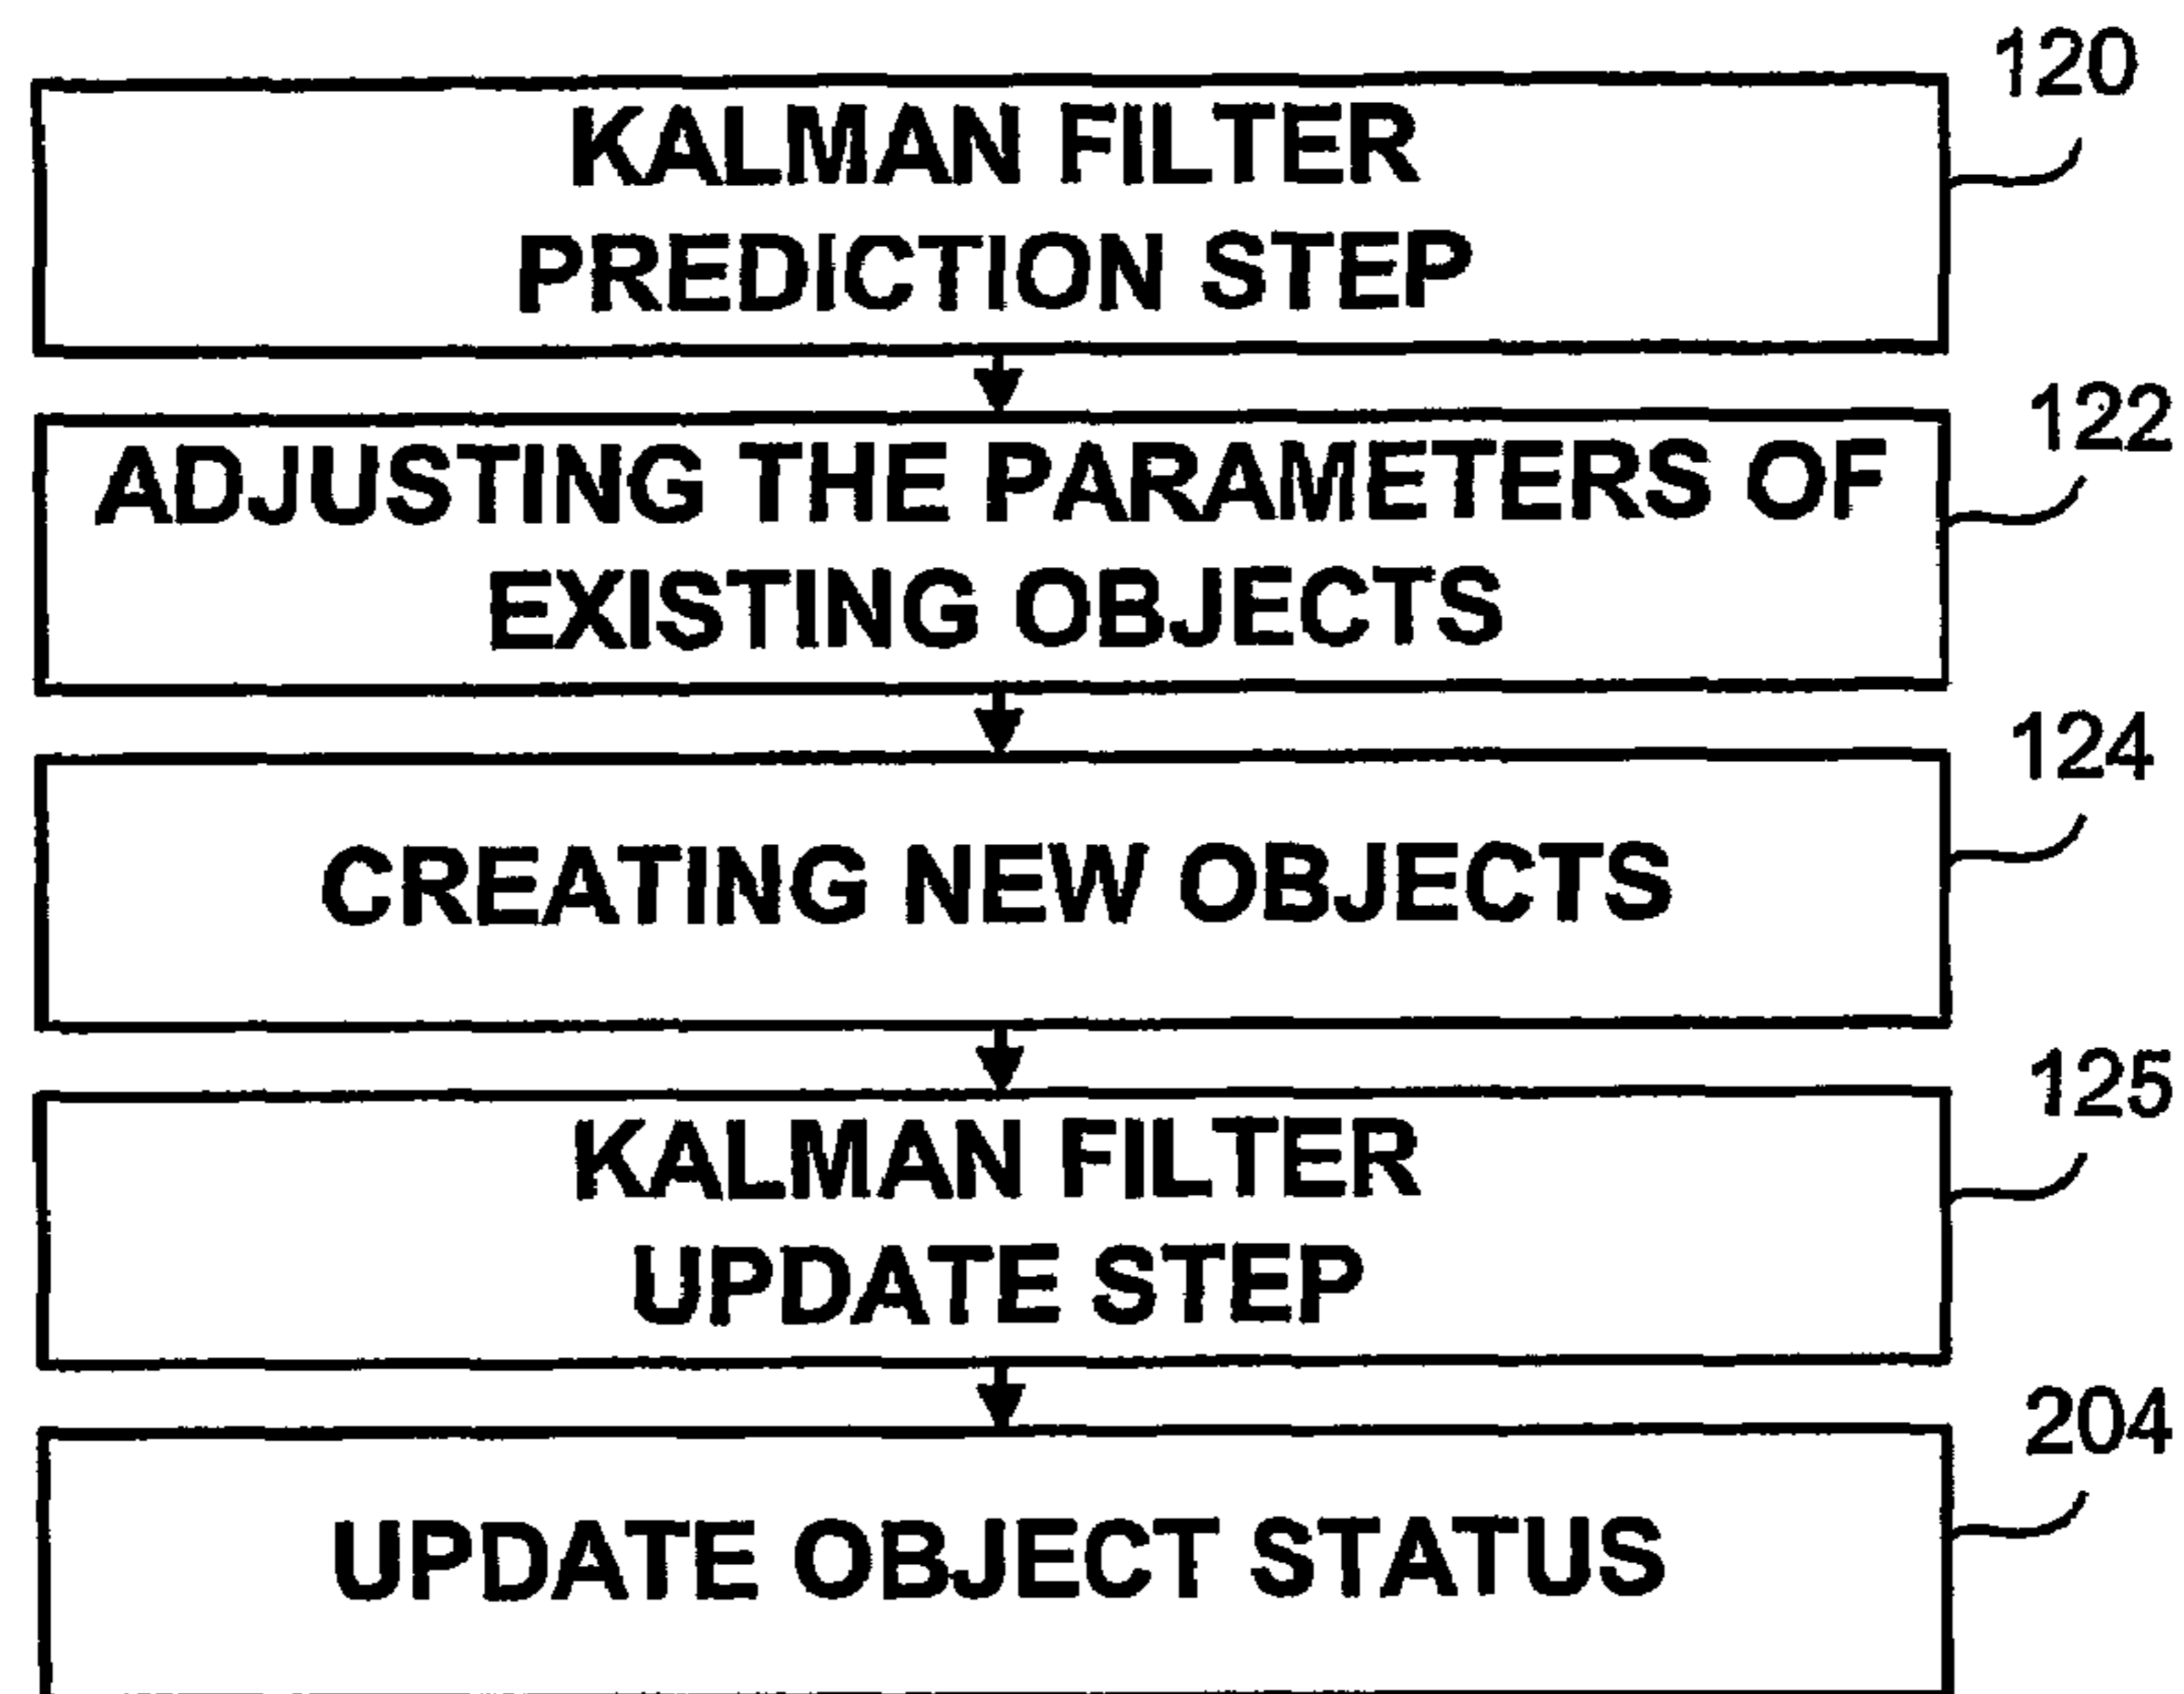 120
KALMAN FILTER
PREDICTION STEP
122
ADJUSTING THE PARAMETERS OF
EXISTING OBJECTS
124
CREATING NEW OBJECTS
125
KALMAN FILTER
UPDATE STEP
204
UPDATE OBJECT STATUS